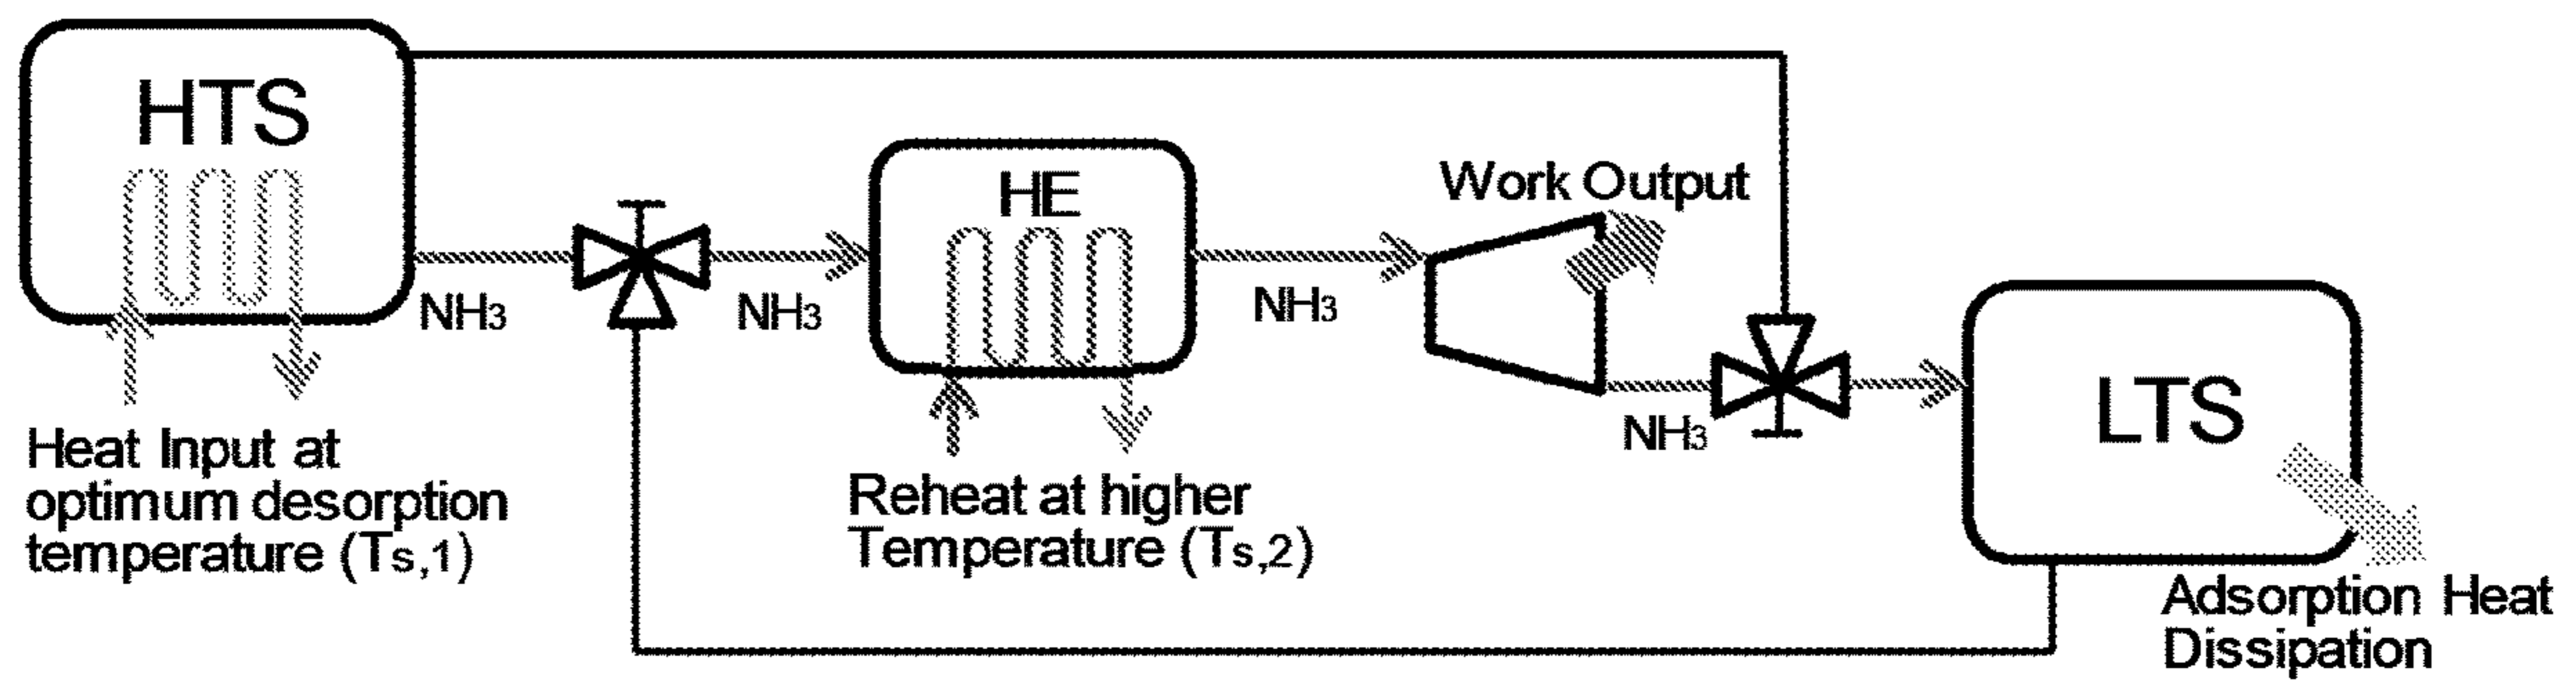 HTS
HE
Work Output
NH3
NH3
NH3
NH3
LTS
Heat Input at
optimum desorption
temperature (Ts,1)
Reheat at higher
Temperature (Ts,2)
Adsorption Heat
Dissipation